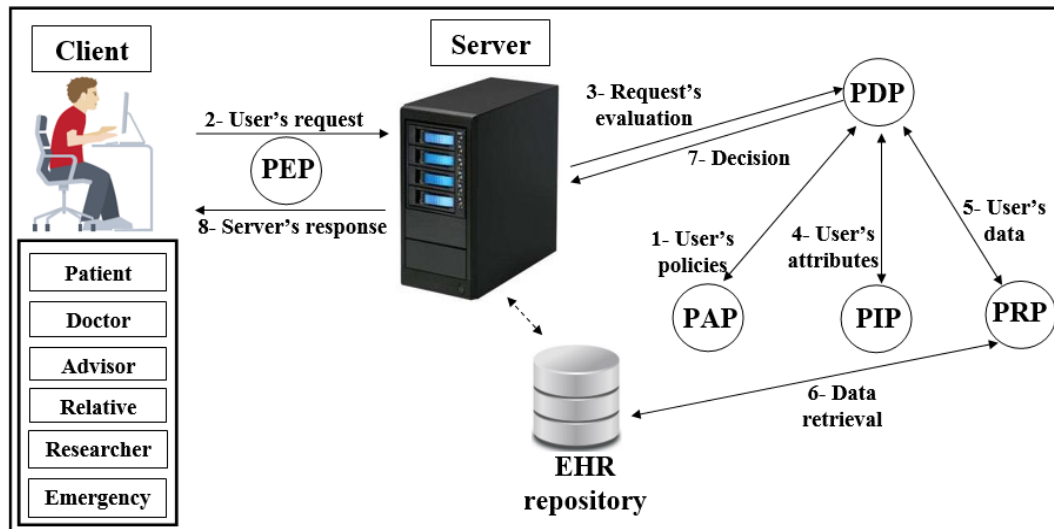 Client
Server
2- User's request
PEP
8- Server's response
3- Request's
evaluation
7- Decision
PDP
1- User's
policies
4- User's
attributes
5- User's
data
PAP
PIP
PRP
6- Data
retrieval
EHR
repository
Patient
Doctor
Advisor
Relative
Researcher
Emergency